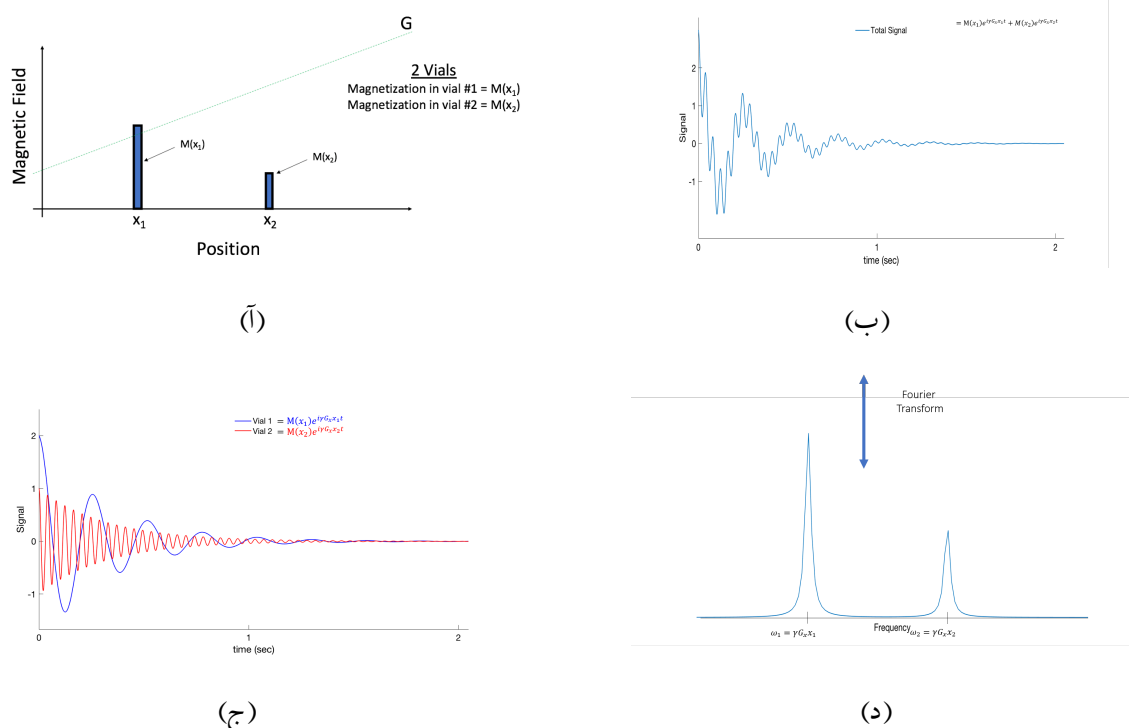 G
Magnetic Field
2 Vials
Magnetization in vial #1 = M(x₁)
Magnetization in vial #2 = M(x₂)
M(x₁)
M(x₂)
x₁ x₂
Position
(آ)
Total Signal = M(x₁)e^{iγGₓx₁t} + M(x₂)e^{iγGₓx₂t}
Signal
2
1
0
-1
0 1 2
time (sec)
(ب)
Vial 1 = M(x₁)e^{iγGₓx₁t}
Vial 2 = M(x₂)e^{iγGₓx₂t}
Signal
2
1
0
-1
0 1 2
time (sec)
(ج)
Fourier
Transform
Frequency
ω₁ = γGₓx₁ ω₂ = γGₓx₂
(د)